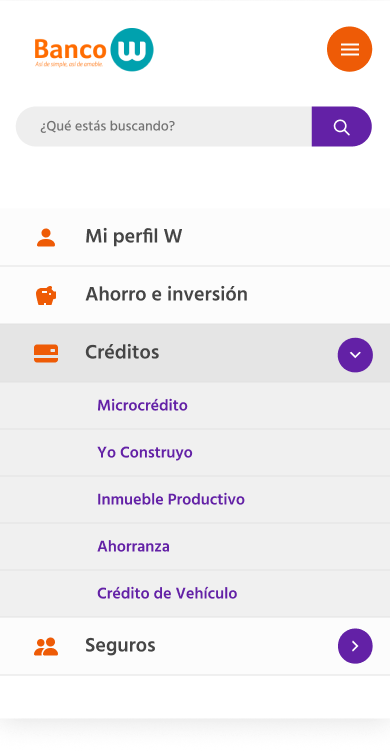 Banco W
Así de simple, así de amable
¿Qué estás buscando?
Mi perfil W
Ahorro e inversión
Créditos
Microcrédito
Yo Construyo
Inmueble Productivo
Ahorranza
Crédito de Vehículo
Seguros